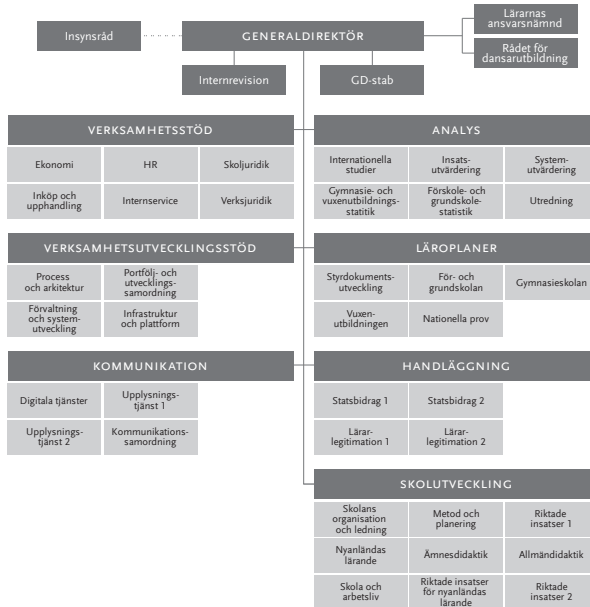 Insynsråd
GENERALDIREKTÖR
Lärarnas
ansvarsnämnd
Rådet för
dansarutbildning
Internrevision
GD-stab
VERKSAMHETSSTÖD
Ekonomi
HR
Skoljuridik
Inköp och
upphandling
Internservice
Verksjuridik
ANALYS
Internationella
studier
Insats-
utvärdering
System-
utvärdering
Gymnasie- och
vuxenutbildnings-
statitik
Förskole- och
grundskole-
statistik
Utredning
VERKSAMHETSUTVECKLINGSSTÖD
Process
och arkitektur
Portfölj- och
utvecklings-
samordning
Förvaltning
och system-
utveckling
Infrastruktur
och plattform
LÄROPLANER
Styrdokuments-
utveckling
För- och
grundskolan
Gymnasieskolan
Vuxen-
utbildningen
Nationella prov
KOMMUNIKATION
Digitala tjänster
Upplysnings-
tjänst 1
Upplysnings-
tjänst 2
Kommunikations-
samordning
HANDLÄGGNING
Statsbidrag 1
Statsbidrag 2
Lärar-
legitimation 1
Lärar-
legitimation 2
SKOLUTVECKLING
Skolans
organisation
och ledning
Metod och
planering
Riktade
insatser 1
Nyanländas
lärande
Ämnesdidaktik
Allmändidaktik
Skola och
arbetsliv
Riktade insatser
för nyanländas
lärande
Riktade
insatser 2